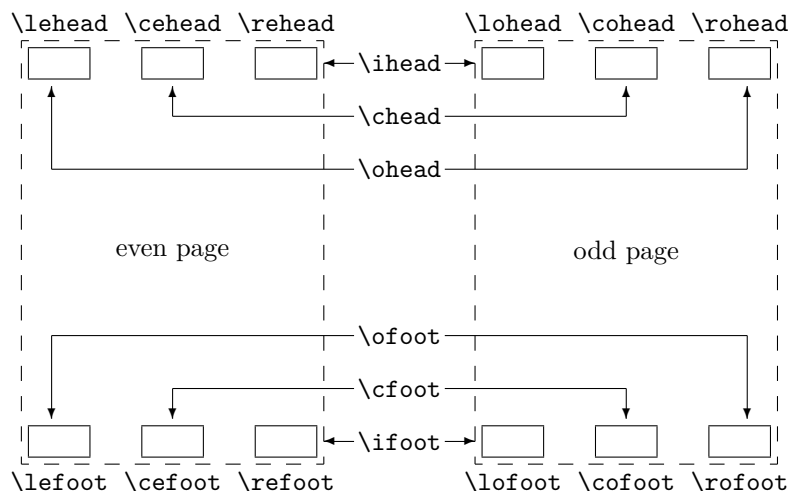 \lehead \cehead \rehead \lohead \cohead \rohead
\ihead
\chead
\ohead
even page odd page
\ofoot
\cfoot
\ifoot
\lefoot \cefoot \refoot \lofoot \cofoot \rofoot